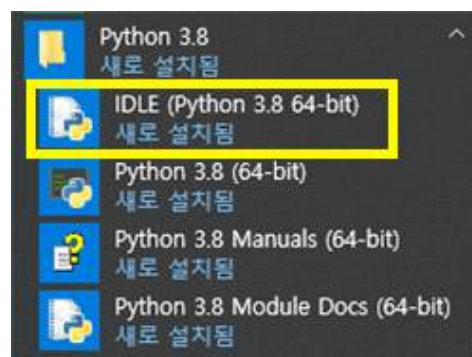 Python 3.8
새로 설치됨
IDLE (Python 3.8 64-bit)
새로 설치됨
Python 3.8 (64-bit)
새로 설치됨
Python 3.8 Manuals (64-bit)
새로 설치됨
Python 3.8 Module Docs (64-bit)
새로 설치됨